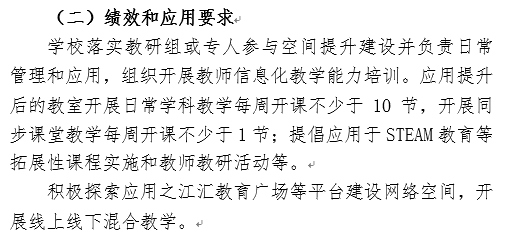 （二）绩效和应用要求
学校落实教研组或专人参与空间提升建设并负责日常
管理和应用，组织开展教师信息化教学能力培训。应用提升
后的教室开展日常学科教学每周开课不少于 10 节，开展同
步课堂教学每周开课不少于 1 节；提倡应用于 STEAM 教育等
拓展性课程实施和教师教研活动等。
积极探索应用之江汇教育广场等平台建设网络空间，开
展线上线下混合教学。